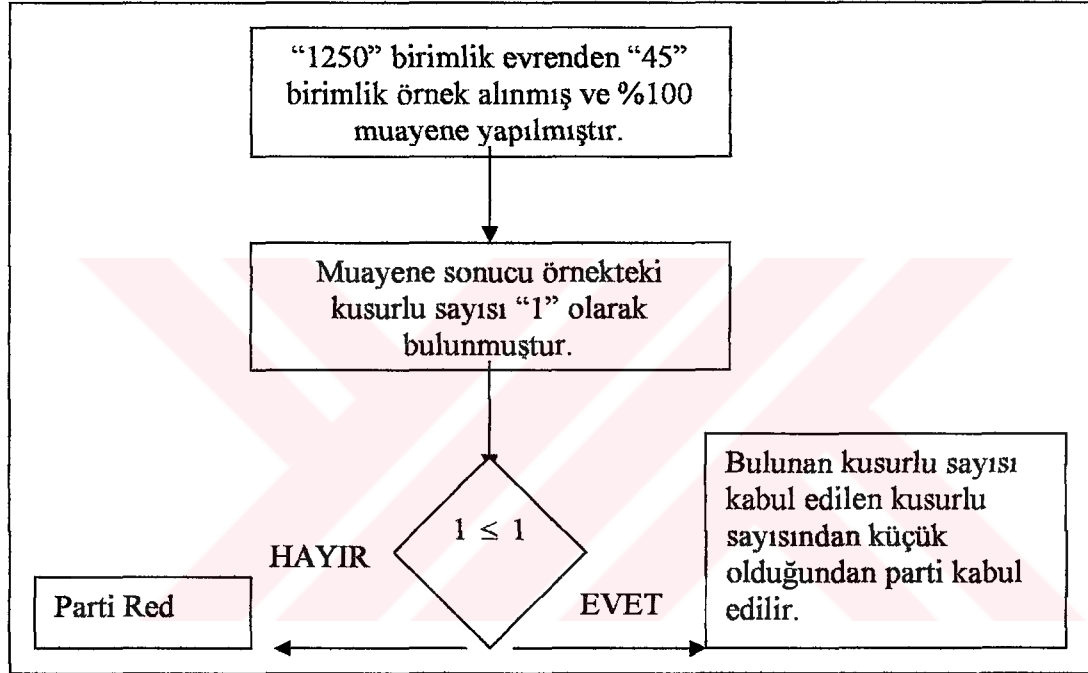 “1250” birimlik evrenden “45”
birimlik örnek alınmış ve %100
muayene yapılmıştır.
Muayene sonucu örnekteki
kusurlu sayısı “1” olarak
bulunmuştur.
1 ≤ 1
HAYIR
EVET
Parti Red
Bulunan kusurlu sayısı
kabul edilen kusurlu
sayısından küçük
olduğundan parti kabul
edilir.